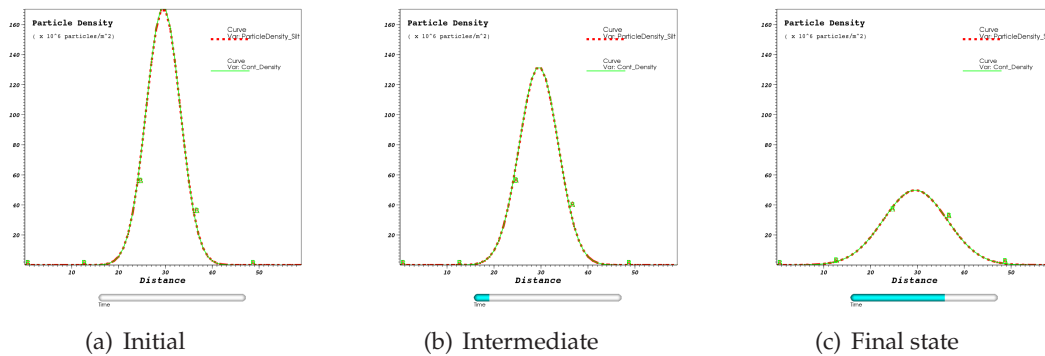 Particle Density
( x 10^6 particles/m^2)
Curve
Var: ParticleDensity_Silt
Curve
Var: Cont_Density
160
140
120
100
80
60
40
20
10 20 30 40 50
Distance
Time
(a) Initial
Particle Density
( x 10^6 particles/m^2)
Curve
Var: ParticleDensity_Silt
Curve
Var: Cont_Density
160
140
120
100
80
60
40
20
10 20 30 40 50
Distance
Time
(b) Intermediate
Particle Density
( x 10^6 particles/m^2)
Curve
Var: ParticleDensity_S
Curve
Var: Cont_Density
160
140
120
100
80
60
40
20
10 20 30 40 50
Distance
Time
(c) Final state